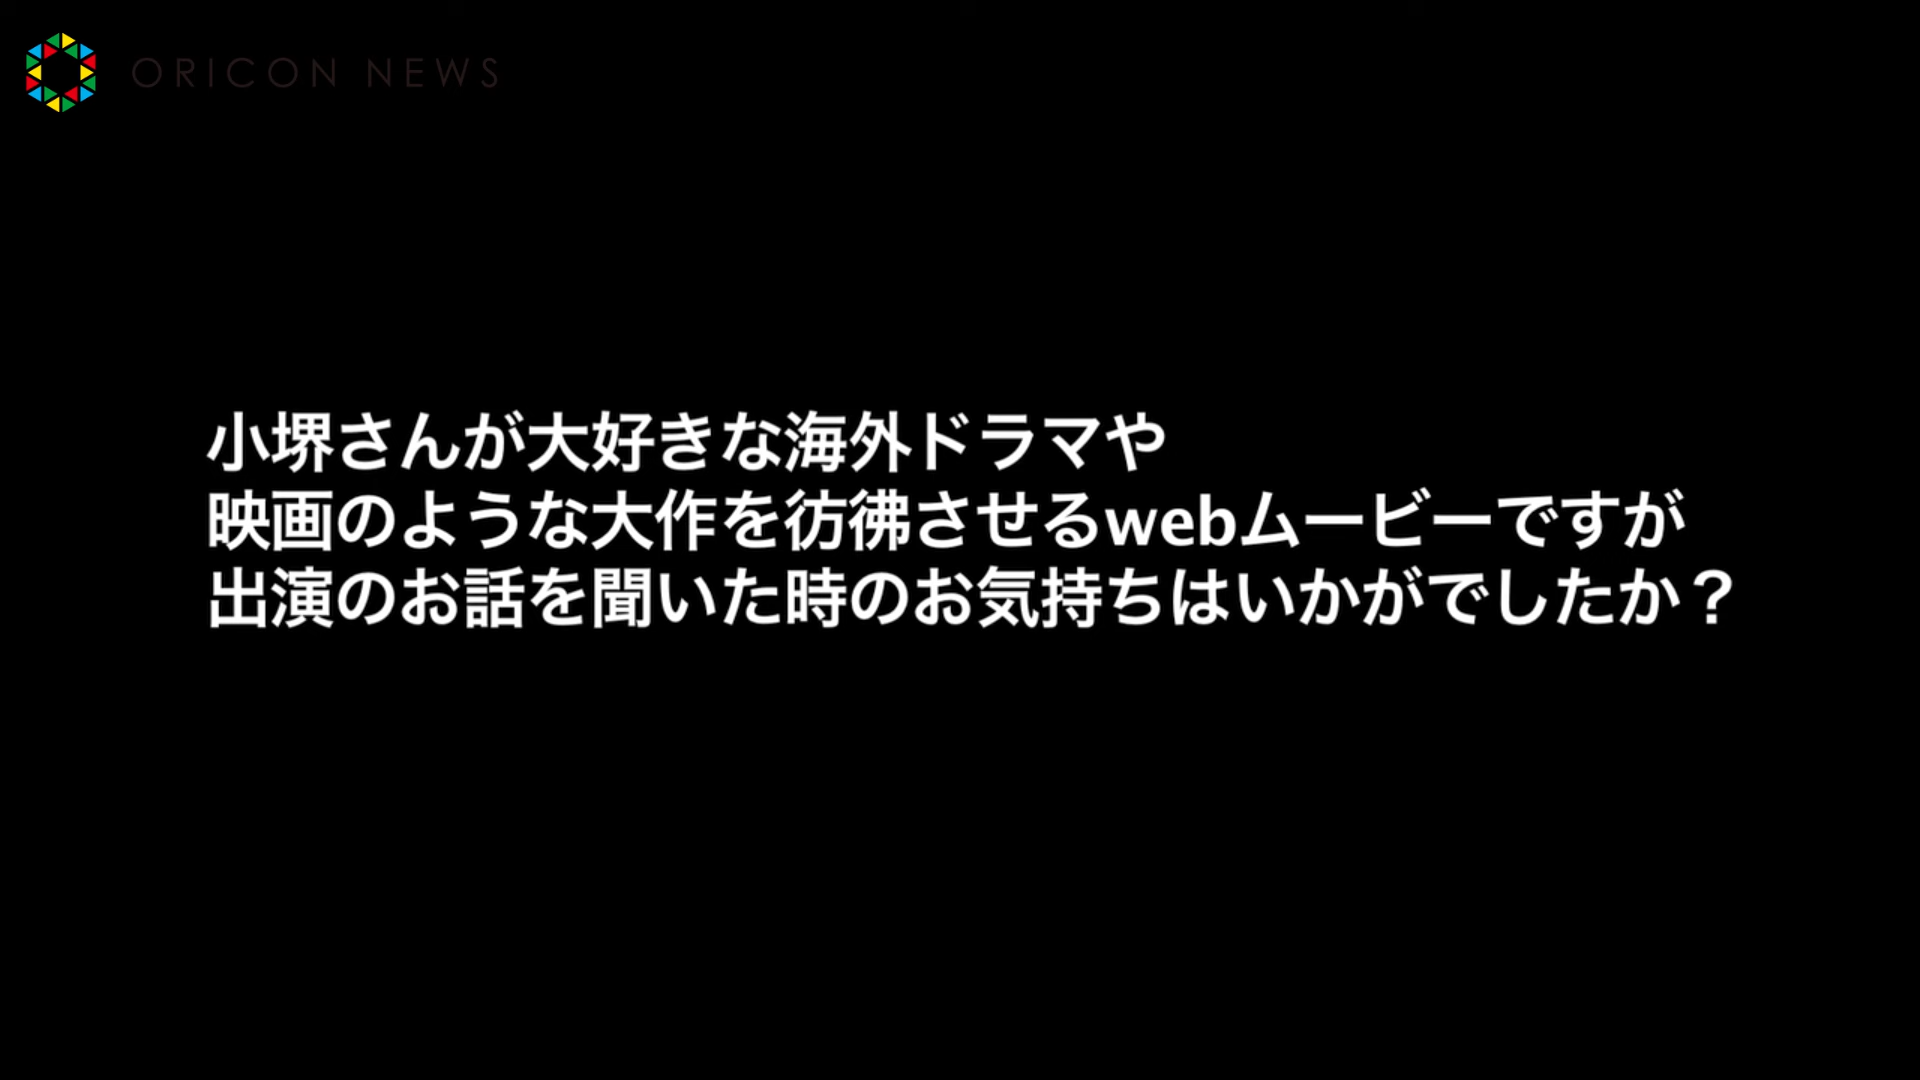 ORICON NEWS
小堺さんが大好きな海外ドラマや
映画のような大作を彷彿させるwebムービーですが
出演のお話を聞いた時のお気持ちはいかがでしたか？